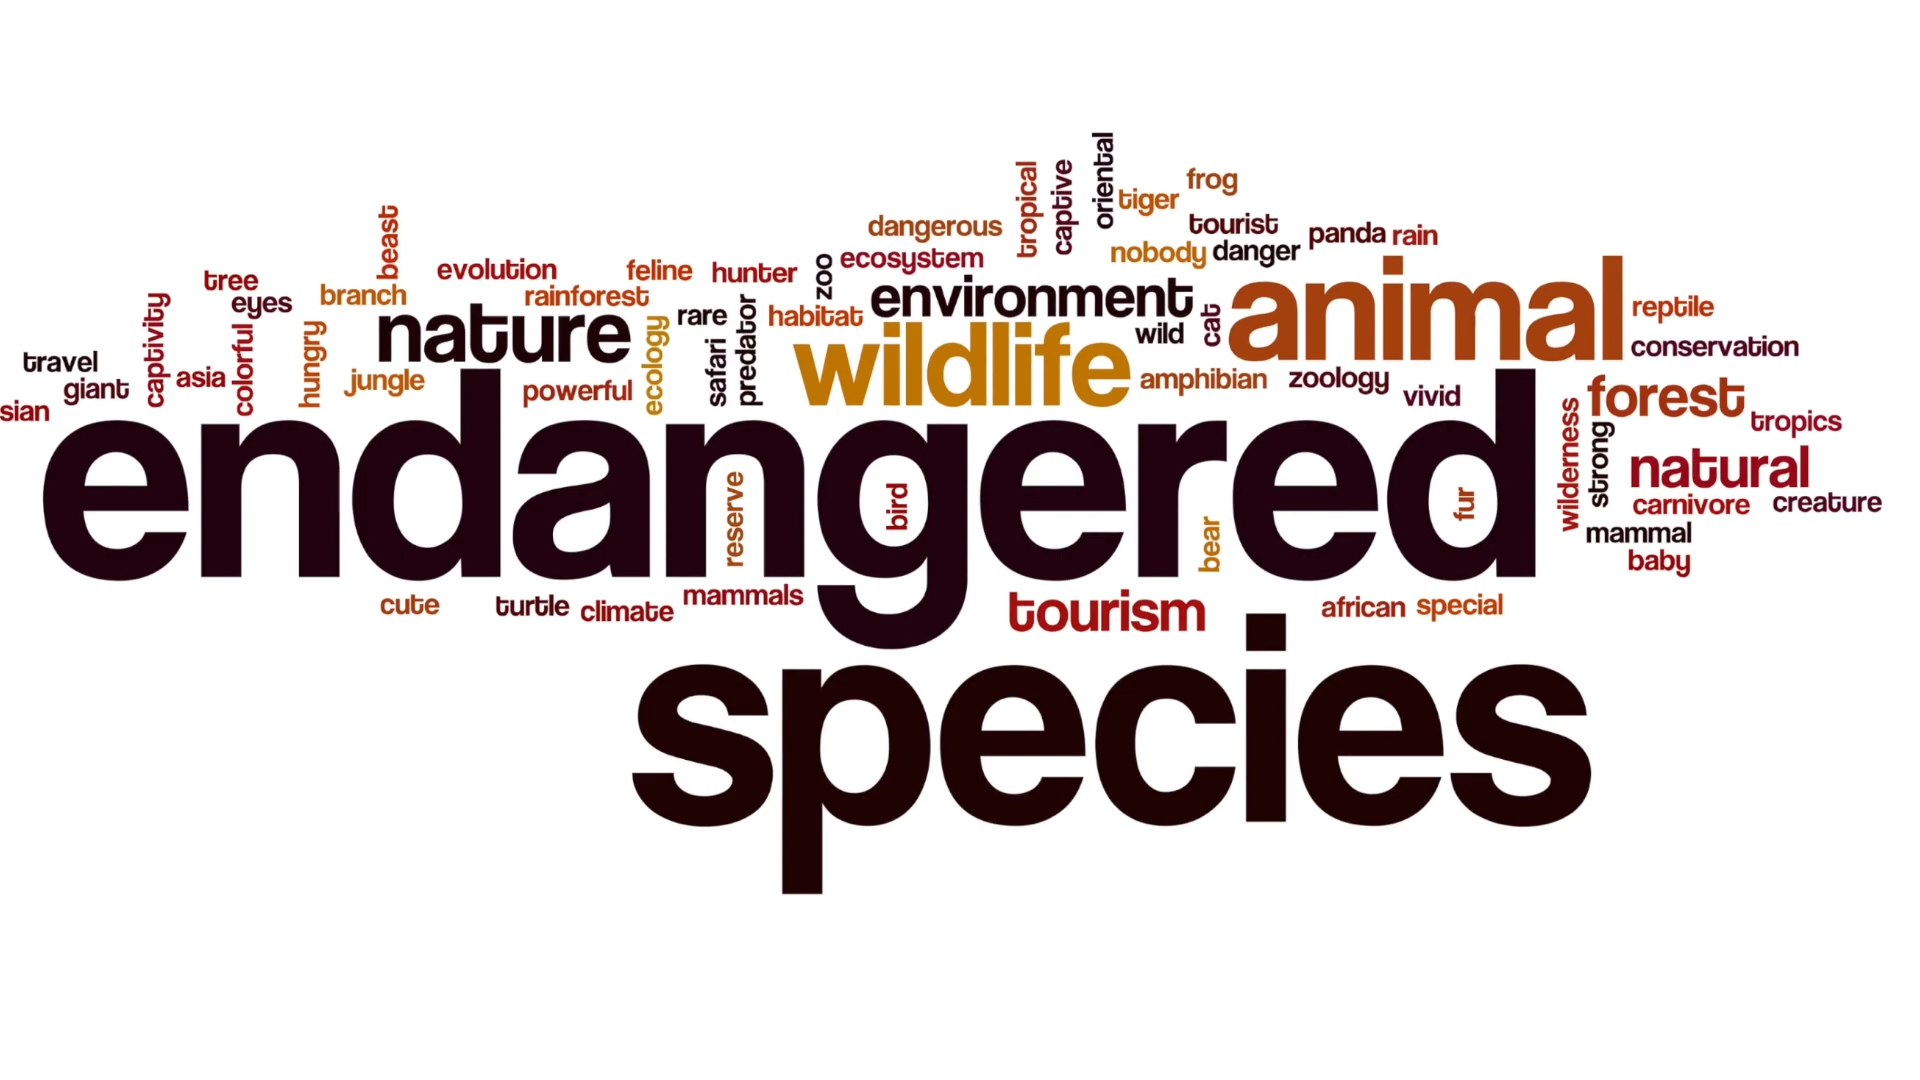 oriental
tropical
captive
frog
tiger
beast
dangerous
tourist
panda
rain
nobody
danger
ecosystem
zoo
evolution
feline
hunter
tree
eyes
branch
rainforest
captivity
colorful
hungry
nature
ecology
rare
safari
predator
habitat
environment
wild
cat
animal
reptile
conservation
wildlife
travel
giant
asia
jungle
powerful
amphibian
zoology
vivid
forest
tropics
sian
endangered
reserve
bird
bear
fur
wilderness
strong
natural
carnivore
creature
mammal
baby
cute
turtle
climate
mammals
tourism
african
special
species